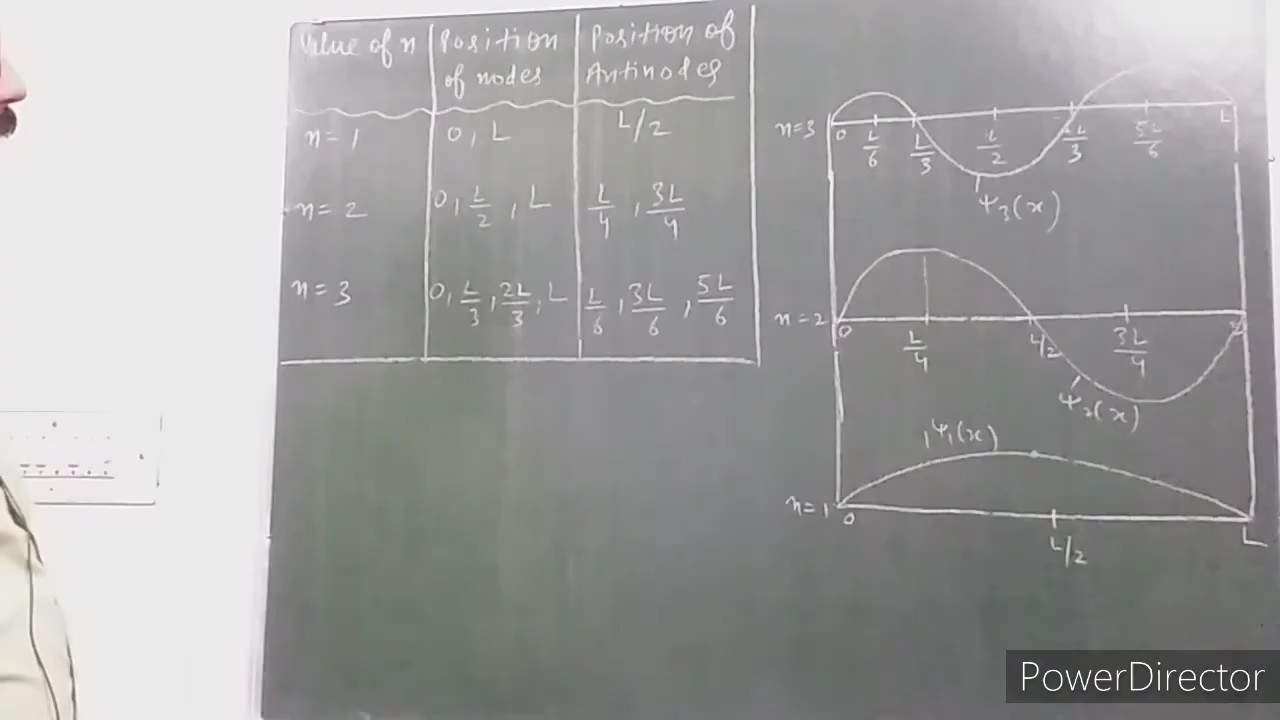 Value of n | Position of nodes | Position of Antinodes
n = 1 | 0, L | L/2
n = 2 | 0, L/2, L | L/4, 3L/4
n = 3 | 0, L/3, 2L/3, L | L/6, 3L/6, 5L/6
n=3 0 L/6 L/3 L/2 2L/3 5L/6 L
Ψ₃(x)
n=2 0 L/4 L/2 3L/4 L
Ψ₂(x)
Ψ₁(x)
n=1 0 L/2 L
PowerDirector